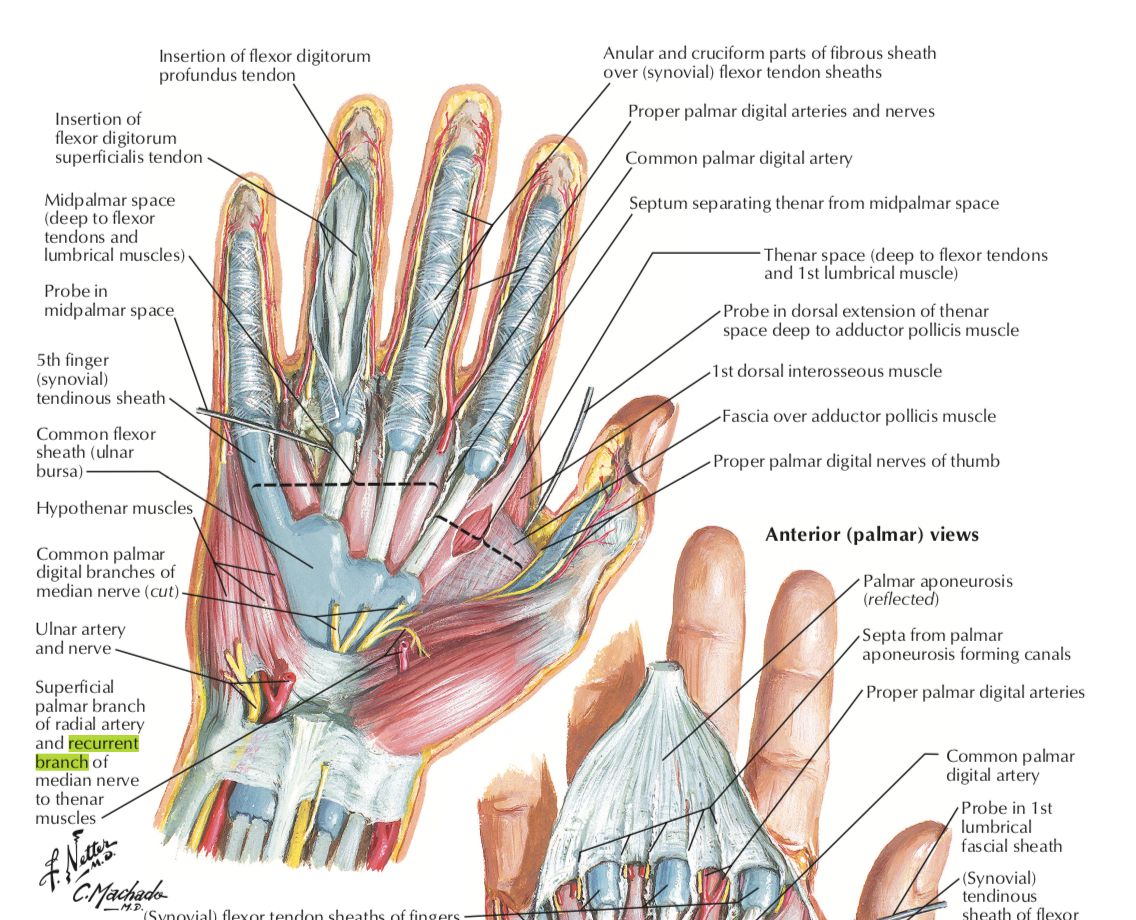 Insertion of flexor digitorum
profundus tendon
Anular and cruciform parts of fibrous sheath
over (synovial) flexor tendon sheaths
Insertion of
flexor digitorum
superficialis tendon
Proper palmar digital arteries and nerves
Common palmar digital artery
Midpalmar space
(deep to flexor
tendons and
lumbrical muscles)
Septum separating thenar from midpalmar space
Thenar space (deep to flexor tendons
and 1st lumbrical muscle)
Probe in
midpalmar space
Probe in dorsal extension of thenar
space deep to adductor pollicis muscle
5th finger
(synovial)
tendinous sheath
1st dorsal interosseous muscle
Fascia over adductor pollicis muscle
Common flexor
sheath (ulnar
bursa)
Proper palmar digital nerves of thumb
Hypothenar muscles
Anterior (palmar) views
Common palmar
digital branches of
median nerve (cut)
Palmar aponeurosis
(reflected)
Ulnar artery
and nerve
Septa from palmar
aponeurosis forming canals
Superficial
palmar branch
of radial artery
and recurrent
branch of
median nerve
to thenar
muscles
Proper palmar digital arteries
Common palmar
digital artery
Probe in 1st
lumbrical
fascial sheath
F. Netter
M.D.
C. Machado
M.D.
(Synovial)
tendinous
sheath of flexor
(Synovial) flexor tendon sheaths of fingers